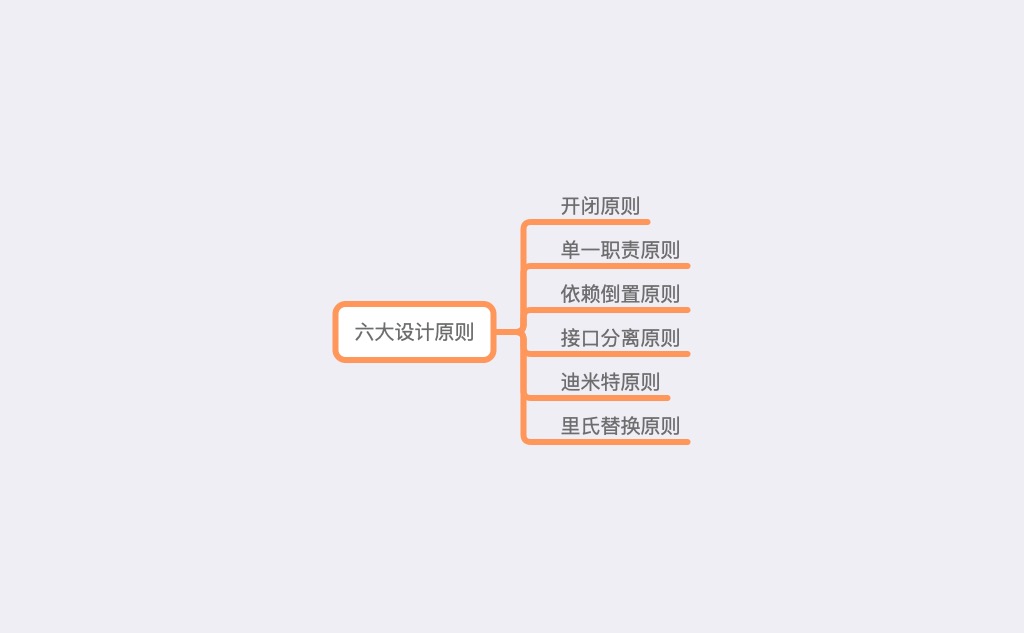 六大设计原则
开闭原则
单一职责原则
依赖倒置原则
接口分离原则
迪米特原则
里氏替换原则